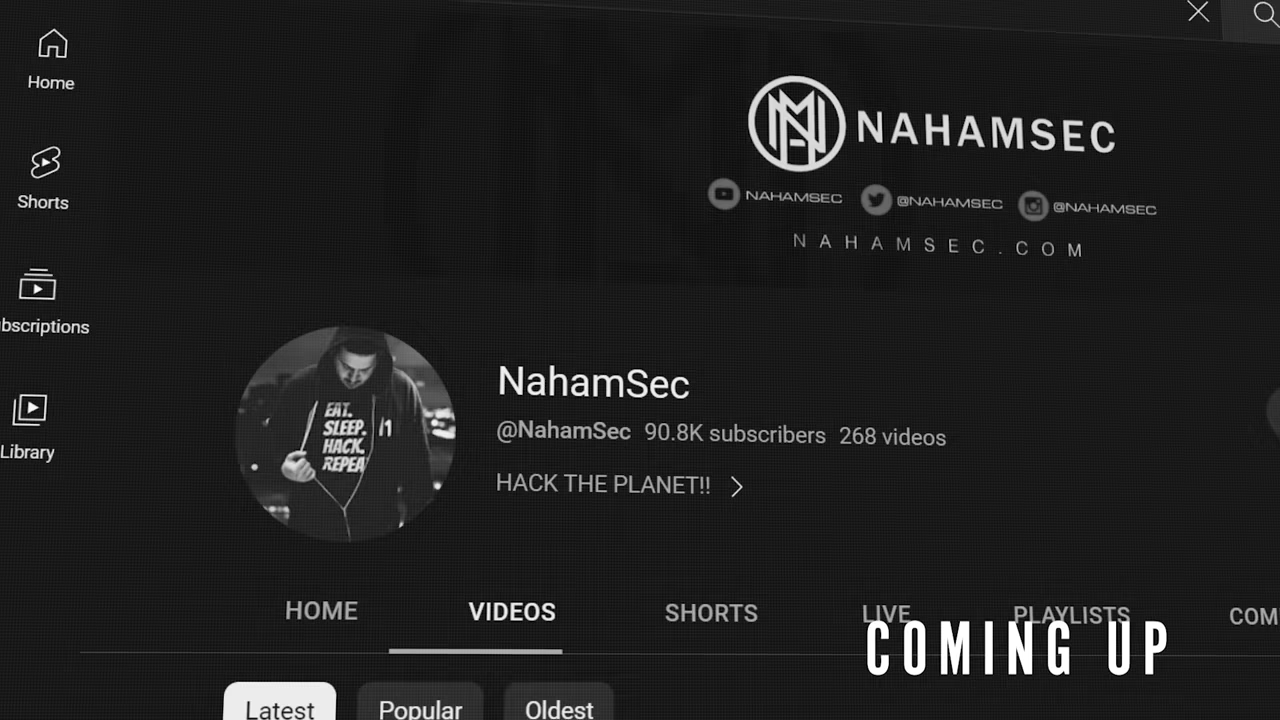 Home
NAHAMSEC
NAHAMSEC @NAHAMSEC @NAHAMSEC
Shorts
NAHAMSEC.COM
bscriptions
NahamSec
EAT.
SLEEP.
HACK.
REPEA
@NahamSec 90.8K subscribers 268 videos
Library
HACK THE PLANET!!
HOME VIDEOS SHORTS LIVE PLAYLISTS COM
COMING UP
Latest Popular Oldest